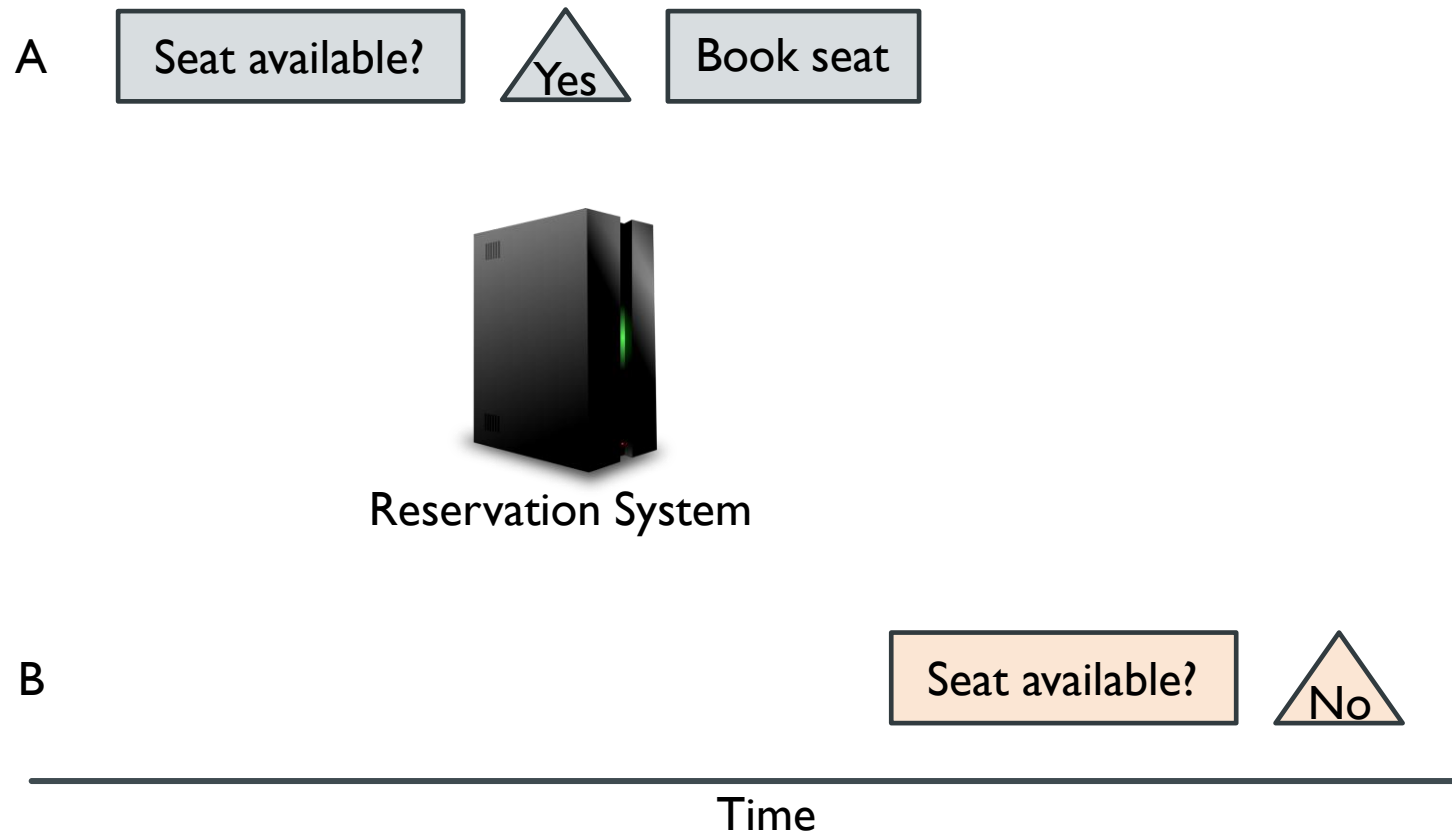 A Seat available? Yes Book seat
Reservation System
B Seat available? No
Time